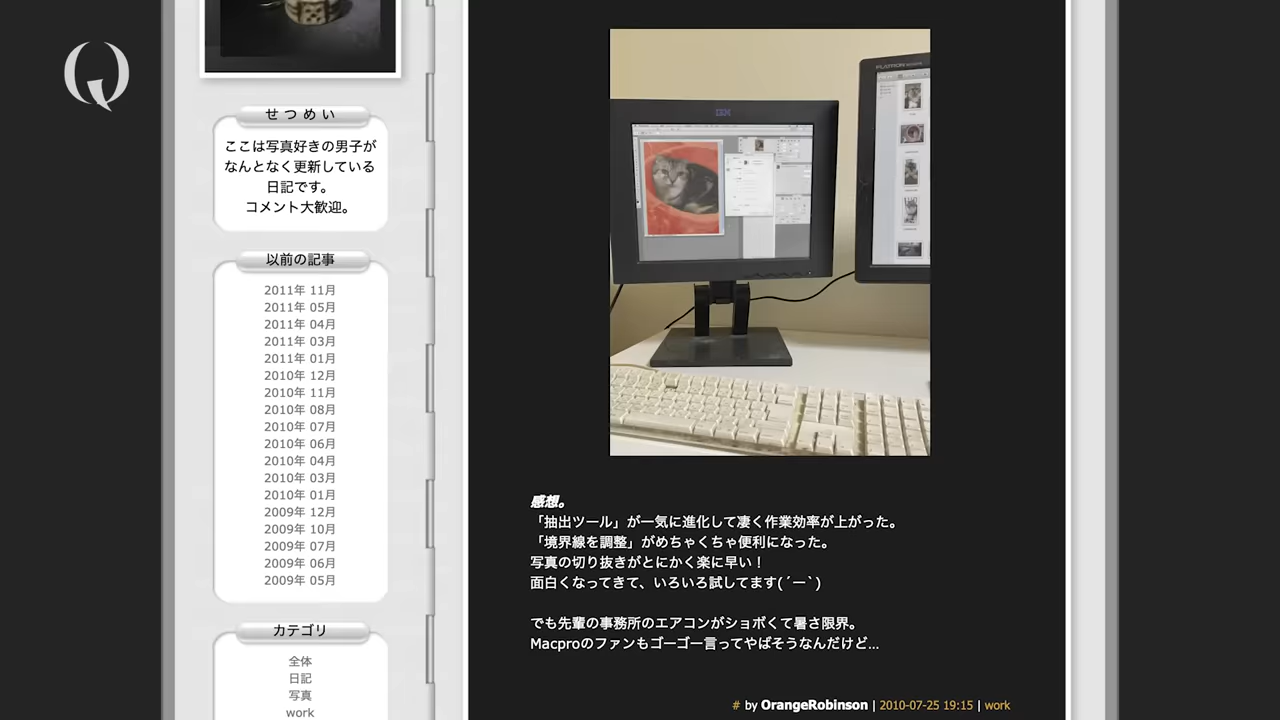 Q
せつめい
ここは写真好きの男子が
なんとなく更新している
日記です。
コメント大歓迎。
以前の記事
2011年 11月
2011年 05月
2011年 04月
2011年 03月
2011年 01月
2010年 12月
2010年 11月
2010年 08月
2010年 07月
2010年 06月
2010年 04月
2010年 03月
2010年 01月
2009年 12月
2009年 10月
2009年 07月
2009年 06月
2009年 05月
カテゴリ
全体
日記
写真
work
IBM
FLATRON
感想。
「抽出ツール」が一気に進化して凄く作業効率が上がった。
「境界線を調整」がめちゃくちゃ便利になった。
写真の切り抜きがとにかく楽に早い！
面白くなってきて、いろいろ試してます(´ー`)
でも先輩の事務所のエアコンがショボくて暑さ限界。
Macproのファンもゴーゴー言ってやばそうなんだけど...
# by OrangeRobinson | 2010-07-25 19:15 | work